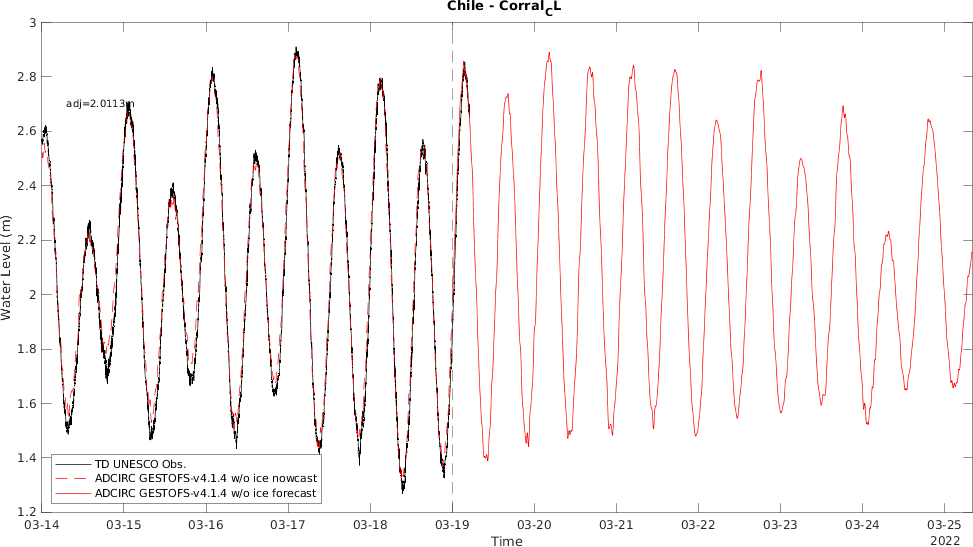 Chile - Corral_CL
3
2.8
adj=2.0113m
2.6
2.4
2.2
2
1.8
1.6
1.4
1.2
Water Level (m)
TD UNESCO Obs.
ADCIRC GESTOFS-v4.1.4 w/o ice nowcast
ADCIRC GESTOFS-v4.1.4 w/o ice forecast
03-14 03-15 03-16 03-17 03-18 03-19 03-20 03-21 03-22 03-23 03-24 03-25
Time
2022